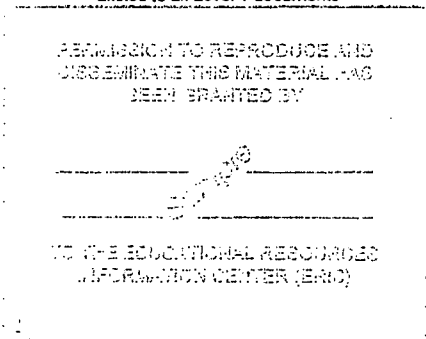 PERMISSION TO REPRODUCE AND
DISSEMINATE THIS MATERIAL HAS
BEEN GRANTED BY
TO THE EDUCATIONAL RESOURCES
INFORMATION CENTER (ERIC)